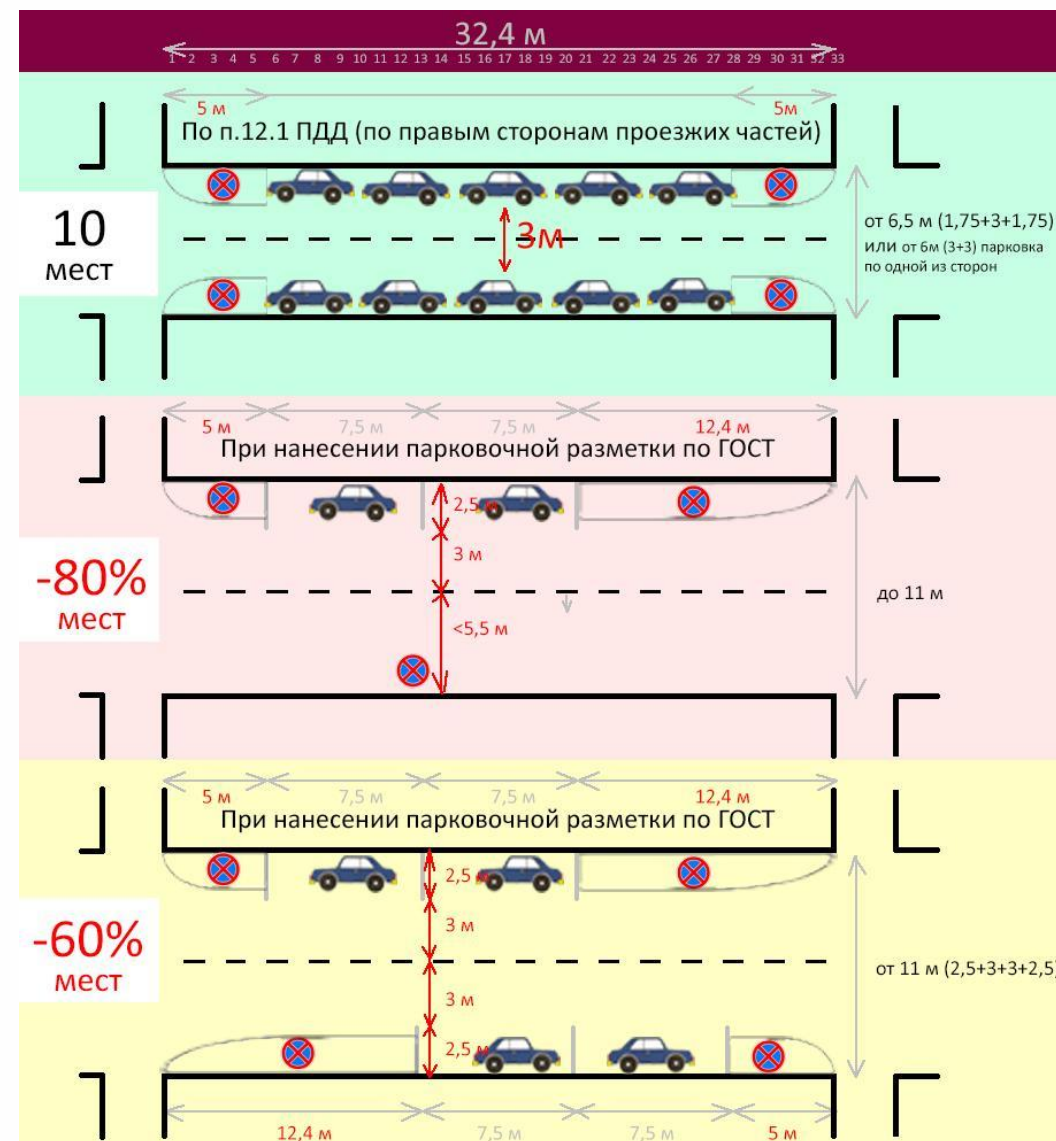 32,4 м
1 2 3 4 5 6 7 8 9 10 11 12 13 14 15 16 17 18 19 20 21 22 23 24 25 26 27 28 29 30 31 32 33
5 м
5м
По п.12.1 ПДД (по правым сторонам проезжих частей)
10
мест
3м
от 6,5 м (1,75+3+1,75)
или от 6м (3+3) парковка
по одной из сторон
5 м
7,5 м
7,5 м
12,4 м
При нанесении парковочной разметки по ГОСТ
2,5 м
3 м
-80%
мест
<5,5 м
до 11 м
5 м
7,5 м
7,5 м
12,4 м
При нанесении парковочной разметки по ГОСТ
2,5 м
3 м
-60%
мест
3 м
2,5 м
от 11 м (2,5+3+3+2,5)
12,4 м
7,5 м
7,5 м
5 м